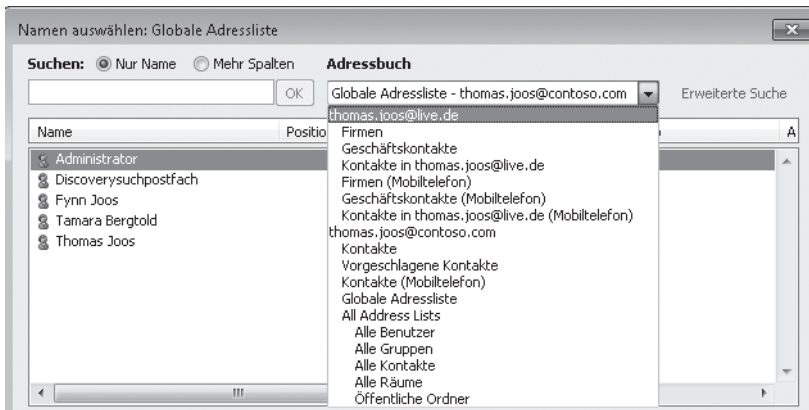 Namen auswählen: Globale Adressliste
Suchen: Nur Name Mehr Spalten Adressbuch
OK Globale Adressliste - thomas.joos@contoso.com Erweiterte Suche
Name Positio A
Administrator
Discoverysuchpostfach
Fynn Joos
Tamara Bergtold
Thomas Joos
thomas.joos@live.de
Firmen
Geschäftskontakte
Kontakte in thomas.joos@live.de
Firmen (Mobiltelefon)
Geschäftskontakte (Mobiltelefon)
Kontakte in thomas.joos@live.de (Mobiltelefon)
thomas.joos@contoso.com
Kontakte
Vorgeschlagene Kontakte
Kontakte (Mobiltelefon)
Globale Adressliste
All Address Lists
Alle Benutzer
Alle Gruppen
Alle Kontakte
Alle Räume
Öffentliche Ordner